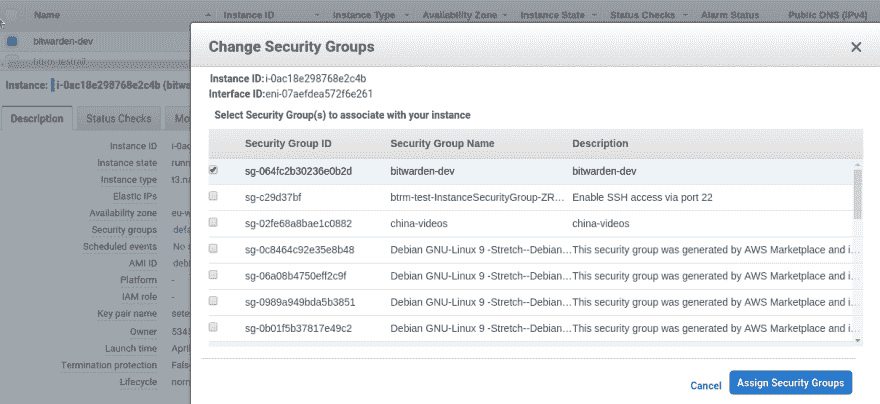 Name Instance ID Instance Type Availability Zone Instance State Status Checks Alarm Status Public DNS (IPv4)
bitwarden-dev
Change Security Groups
Instance ID:i-0ac18e298768e2c4b
Interface ID:eni-07aefdea572f6e261
Instance: i-0ac18e298768e2c4b (bitwa
Select Security Group(s) to associate with your instance
Description Status Checks Mo
Security Group ID Security Group Name Description
sg-064fc2b30236e0b2d bitwarden-dev bitwarden-dev
sg-c29d37bf btrm-test-InstanceSecurityGroup-ZR... Enable SSH access via port 22
sg-02fe68a8bae1c0882 china-videos china-videos
sg-0c8464c92e35e8b48 Debian GNU-Linux 9 -Stretch--Debian... This security group was generated by AWS Marketplace and i...
sg-06a08b4750eff2c9f Debian GNU-Linux 9 -Stretch--Debian... This security group was generated by AWS Marketplace and i...
sg-0989a949bda5b3851 Debian GNU-Linux 9 -Stretch--Debian... This security group was generated by AWS Marketplace and i...
sg-0b01f5b37817e49c2 Debian GNU-Linux 9 -Stretch--Debian... This security group was generated by AWS Marketplace and i...
Instance ID i-0ac
Instance state runn
Instance type t3.na
Elastic IPs
Availability zone eu-w
Security groups defa
Scheduled events No s
AMI ID debi
Platform -
IAM role -
Key pair name sete
Owner 5345
Launch time April
Termination protection Fals
Lifecycle norn
Cancel Assign Security Groups